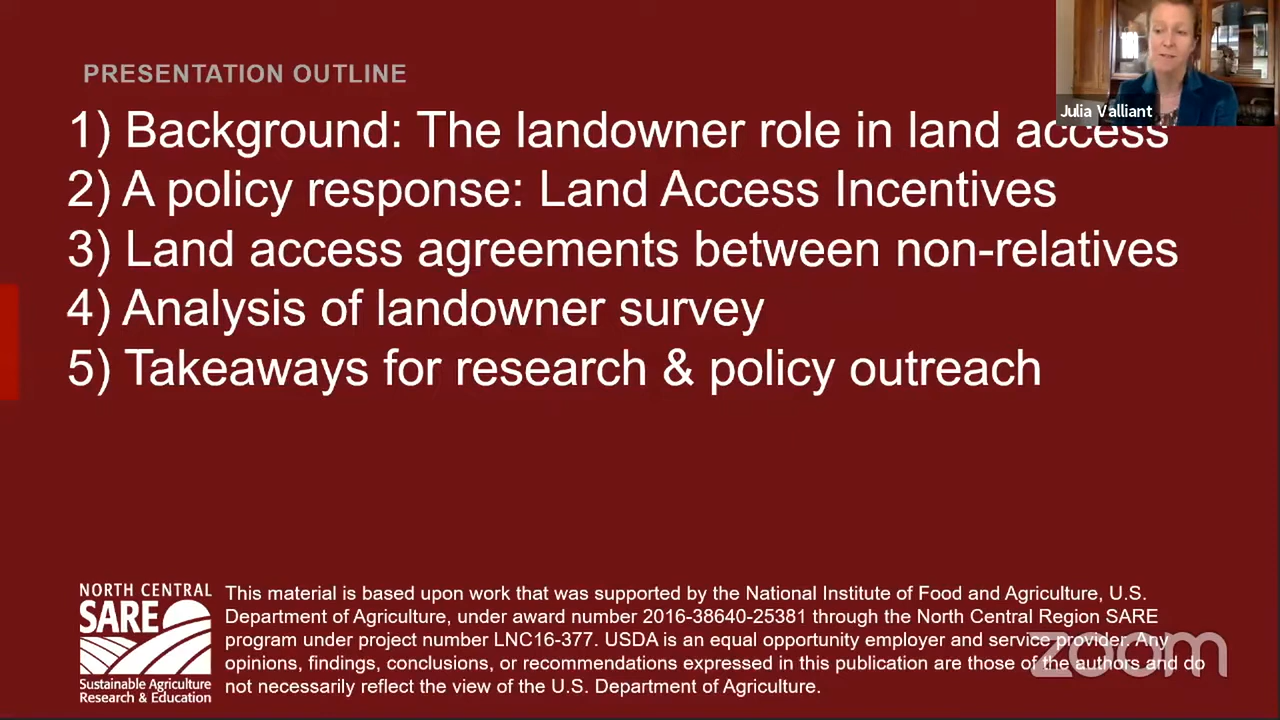 PRESENTATION OUTLINE
1) Background: The landowner role in land access
Julia Valliant
2) A policy response: Land Access Incentives
3) Land access agreements between non-relatives
4) Analysis of landowner survey
5) Takeaways for research & policy outreach
NORTH CENTRAL
SARE
Sustainable Agriculture
Research & Education
This material is based upon work that was supported by the National Institute of Food and Agriculture, U.S.
Department of Agriculture, under award number 2016-38640-25381 through the North Central Region SARE
program under project number LNC16-377. USDA is an equal opportunity employer and service provider. Any
opinions, findings, conclusions, or recommendations expressed in this publication are those of the authors and do
not necessarily reflect the view of the U.S. Department of Agriculture.
zoom